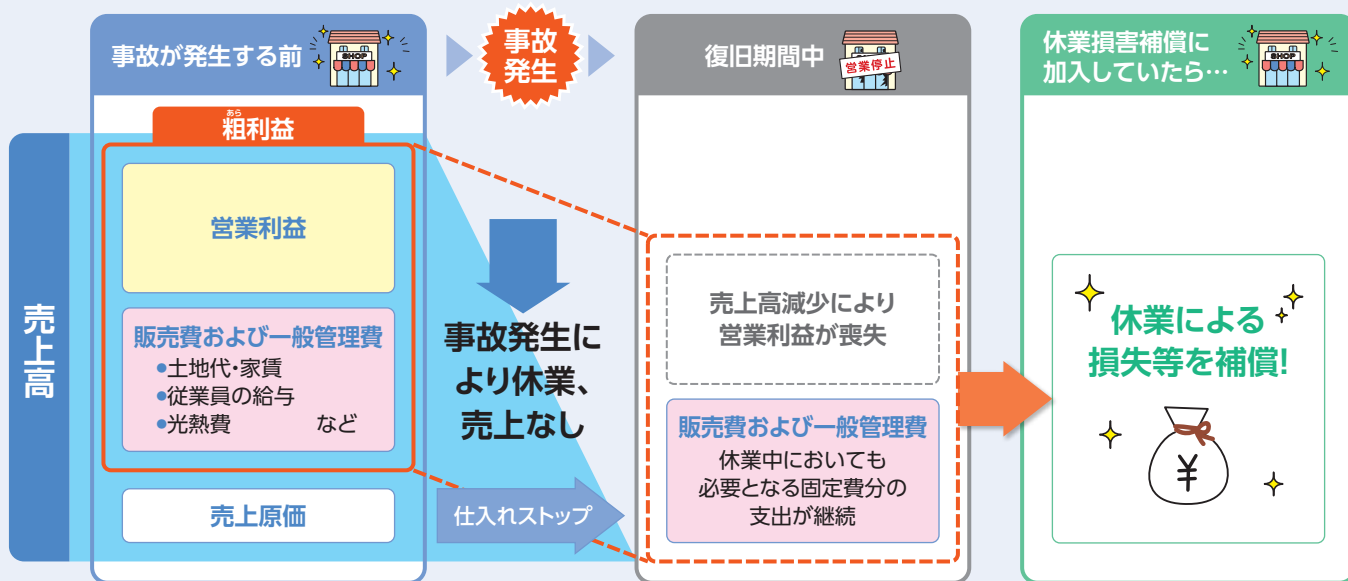 事故が発生する前
SHOP
事故
発生
復旧期間中
営業停止
休業損害補償に
加入していたら…
SHOP
売上高
あら
粗利益
営業利益
販売費および一般管理費
●土地代・家賃
●従業員の給与
●光熱費 など
売上原価
事故発生に
より休業、
売上なし
仕入れストップ
売上高減少により
営業利益が喪失
販売費および一般管理費
休業中においても
必要となる固定費分の
支出が継続
休業による
損失等を補償!
¥